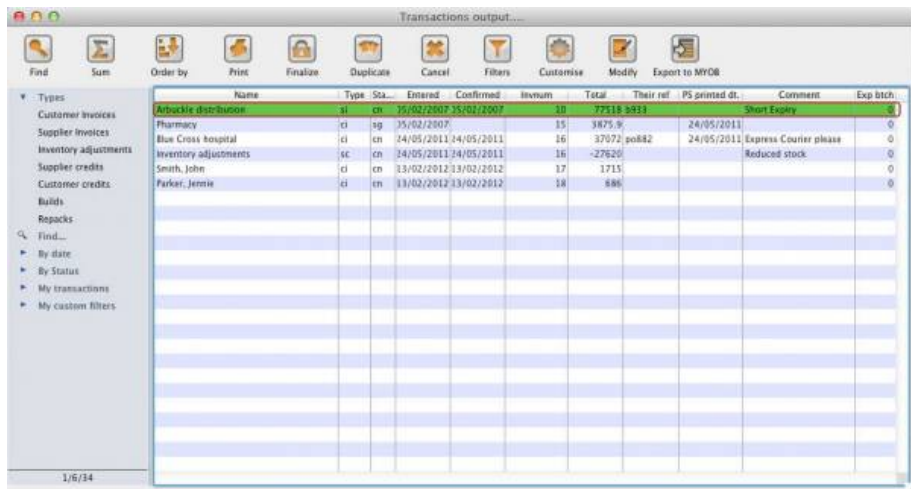 Transactions output....
Find Sum Order by Print Finalize Duplicate Cancel Filters Customise Modify Export to MYOB
Types
Customer Invoices
Supplier Invoices
Inventory adjustments
Supplier credits
Customer credits
Builds
Repacks
Find...
By date
By Status
My transactions
My custom filters
1/6/34
Name Type Sta... Entered Confirmed Invnum Total Their ref PS printed dt. Comment Exp btch
Arbuckle distribution si cn 15/02/2007 15/02/2007 10 77518 b933 Short Expiry 0
Pharmacy ci sg 15/02/2007 15 3875.9 24/05/2011 0
Blue Cross hospital ci cn 24/05/2011 24/05/2011 16 37072 po882 24/05/2011 Express Courier please 0
Inventory adjustments sc cn 24/05/2011 24/05/2011 16 -27620 Reduced stock 0
Smith, John ci cn 13/02/2012 13/02/2012 17 1715 0
Parker, Jennie ci cn 13/02/2012 13/02/2012 18 686 0